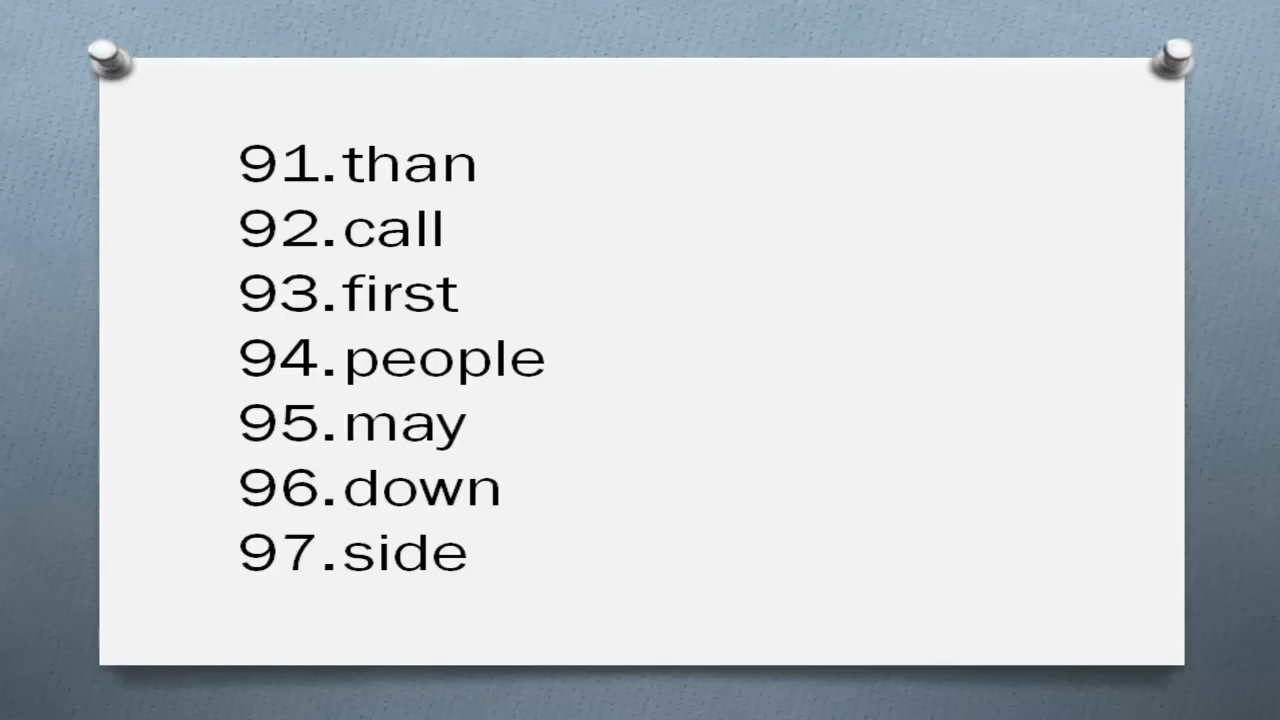 91. than
92. call
93. first
94. people
95. may
96. down
97. side